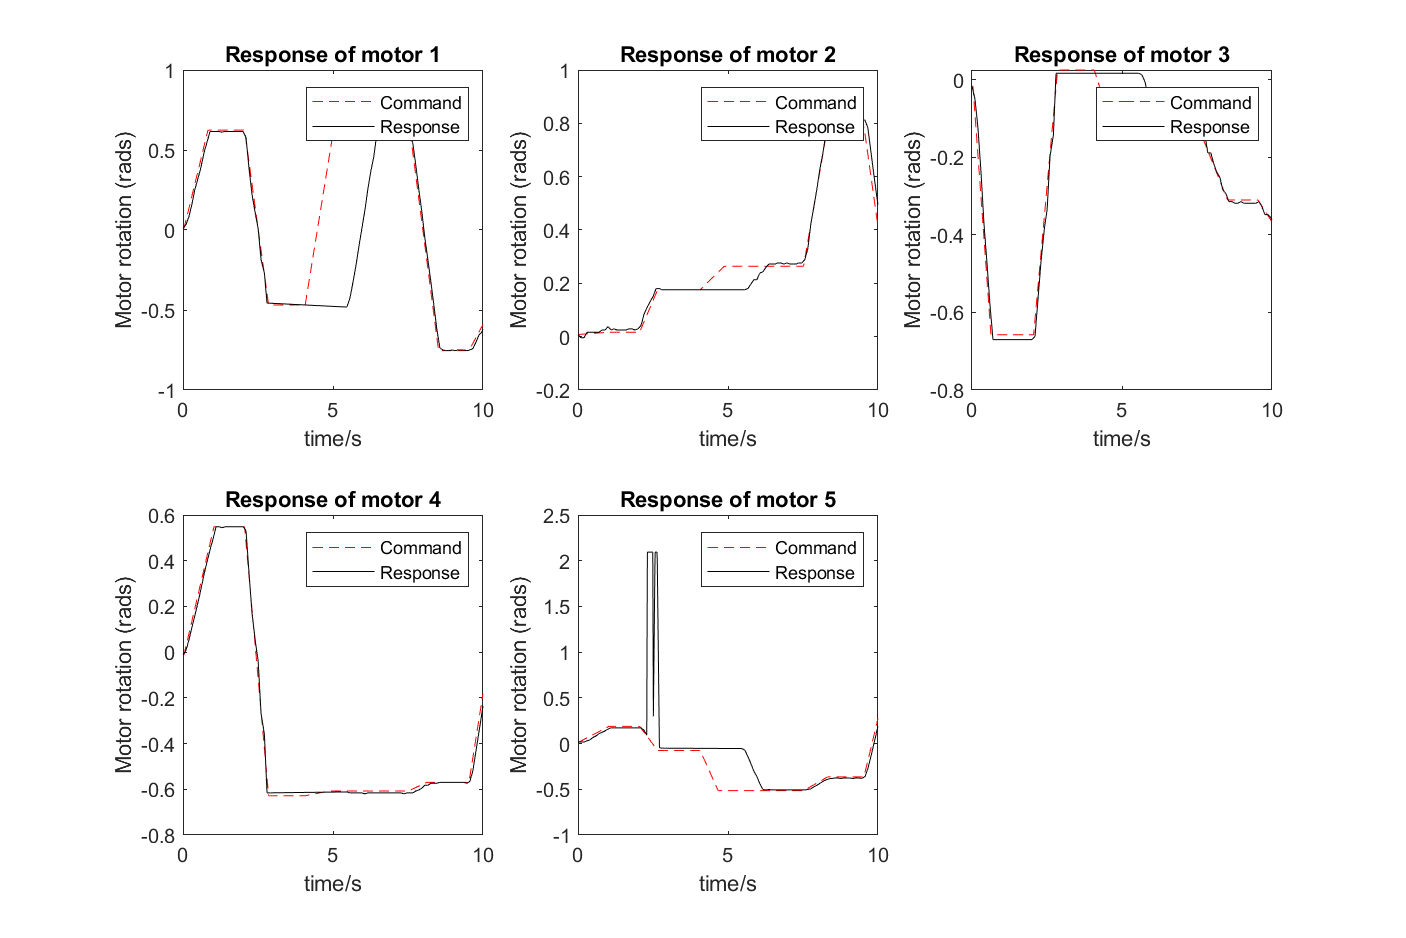 Response of motor 1
1
0.5
0
-0.5
-1
0
5
10
Motor rotation (rads)
time/s
Command
Response
Response of motor 2
1
0.8
0.6
0.4
0.2
0
-0.2
0
5
10
Motor rotation (rads)
time/s
Command
Response
Response of motor 3
0
-0.2
-0.4
-0.6
-0.8
0
5
10
Motor rotation (rads)
time/s
Command
Response
Response of motor 4
0.6
0.4
0.2
0
-0.2
-0.4
-0.6
-0.8
0
5
10
Motor rotation (rads)
time/s
Command
Response
Response of motor 5
2.5
2
1.5
1
0.5
0
-0.5
-1
0
5
10
Motor rotation (rads)
time/s
Command
Response